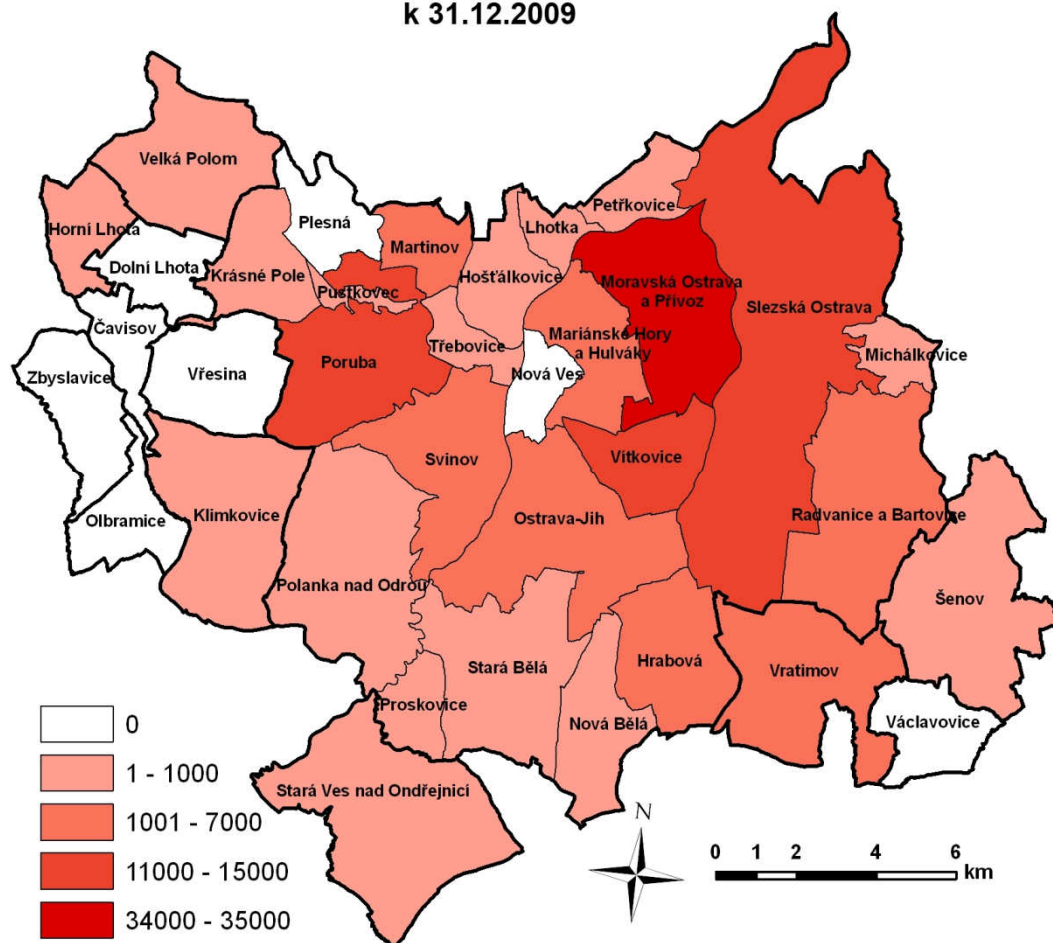 k 31.12.2009
Velká Polom
Petřkovice
Plesná
Horní Lhota
Lhotka
Martinov
Dolní Lhota
Krásné Pole
Hošťálkovice
Pustkovec
Moravská Ostrava
a Přívoz
Slezská Ostrava
Čavisov
Mariánské Hory
a Hulváky
Třebovice
Michálkovice
Poruba
Zbyslavice
Vřesina
Nová Ves
Svinov
Vítkovice
Klimkovice
Ostrava-Jih
Radvanice a Bartovice
Olbramice
Polanka nad Odrou
Šenov
Stará Bělá
Hrabová
Vratimov
Proskovice
Nová Bělá
Václavovice
Stará Ves nad Ondřejnicí
0
1 - 1000
1001 - 7000
11000 - 15000
34000 - 35000
N
0 1 2 4 6
km